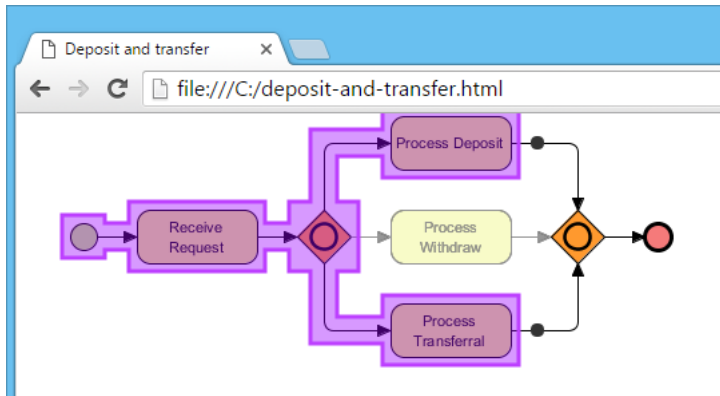 Deposit and transfer
file:///C:/deposit-and-transfer.html
Process Deposit
Receive
Request
Process
Withdraw
Process
Transferral